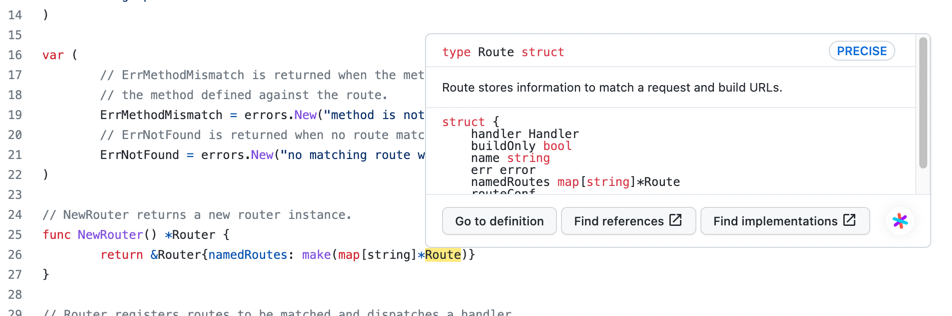 14 )
15
16 var (
17 // ErrMethodMismatch is returned when the met
18 // the method defined against the route.
19 ErrMethodMismatch = errors.New("method is not
20 // ErrNotFound is returned when no route matc
21 ErrNotFound = errors.New("no matching route w
22 )
23
24 // NewRouter returns a new router instance.
25 func NewRouter() *Router {
26 return &Router{namedRoutes: make(map[string]*Route)}
27 }
28
29 // Router registers routes to be matched and dispatches a handler.
type Route struct
PRECISE
Route stores information to match a request and build URLs.
struct {
handler Handler
buildOnly bool
name string
err error
namedRoutes map[string]*Route
routeConf
Go to definition
Find references
Find implementations